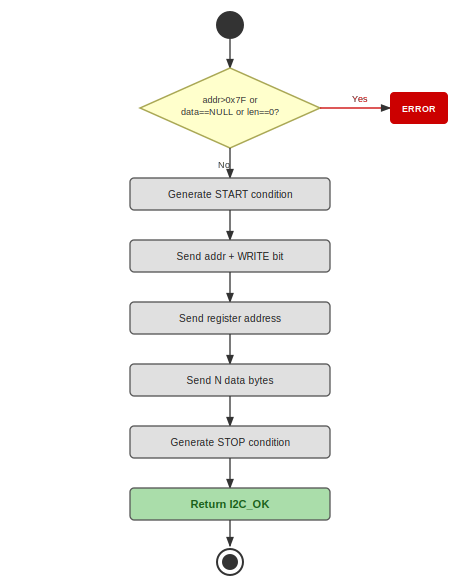 addr>0x7F or
data==NULL or len==0?
Yes
ERROR
No
Generate START condition
Send addr + WRITE bit
Send register address
Send N data bytes
Generate STOP condition
Return I2C_OK